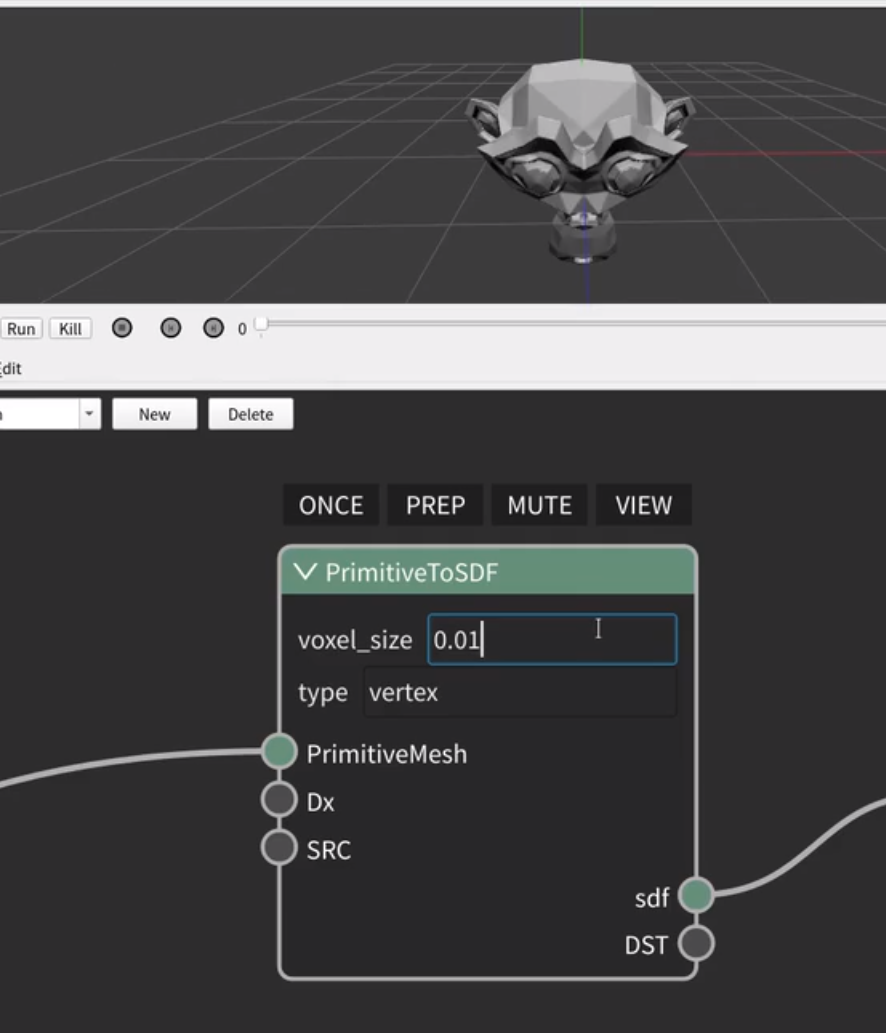 Run Kill 0
Edit
New Delete
ONCE PREP MUTE VIEW
PrimitiveToSDF
voxel_size 0.01
type vertex
PrimitiveMesh
Dx
SRC
sdf
DST